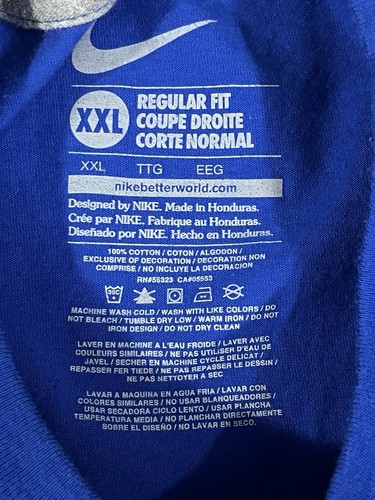 XXL
REGULAR FIT
COUPE DROITE
CORTE NORMAL
XXL TTG EEG
nikebetterworld.com
Designed by NIKE. Made in Honduras.
Crée par NIKE. Fabrique au Honduras.
Diseñado por NIKE. Hecho en Honduras.
100% COTTON / COTON / ALGODON /
EXCLUSIVE OF DECORATION / DECORATION NON
COMPRISE / NO INCLUYE LA DECORACION
RN#56323 CA#05553
30C
MACHINE WASH COLD / WASH WITH LIKE COLORS / DO
NOT BLEACH / TUMBLE DRY LOW / WARM IRON / DO NOT
IRON DESIGN / DO NOT DRY CLEAN
LAVER EN MACHINE A L'EAU FROIDE / LAVER AVEC
COULEURS SIMILAIRES / NE PAS UTILISER D'EAU DE
JAVEL / SECHER EN MACHINE CYCLE DELICAT /
REPASSER FER TIEDE / NE PAS REPASSER LE DESSIN /
NE PAS NETTOYER A SEC
LAVAR A MAQUINA EN AGUA FRIA / LAVAR CON
COLORES SIMILARES / NO USAR BLANQUEADORES /
USAR SECADORA CICLO LENTO / USAR PLANCHA
TEMPERATURA MEDIA / NO PLANCHAR DIRECTAMENTE
SOBRE EL DISEÑO / NO LAVAR EN SECO.